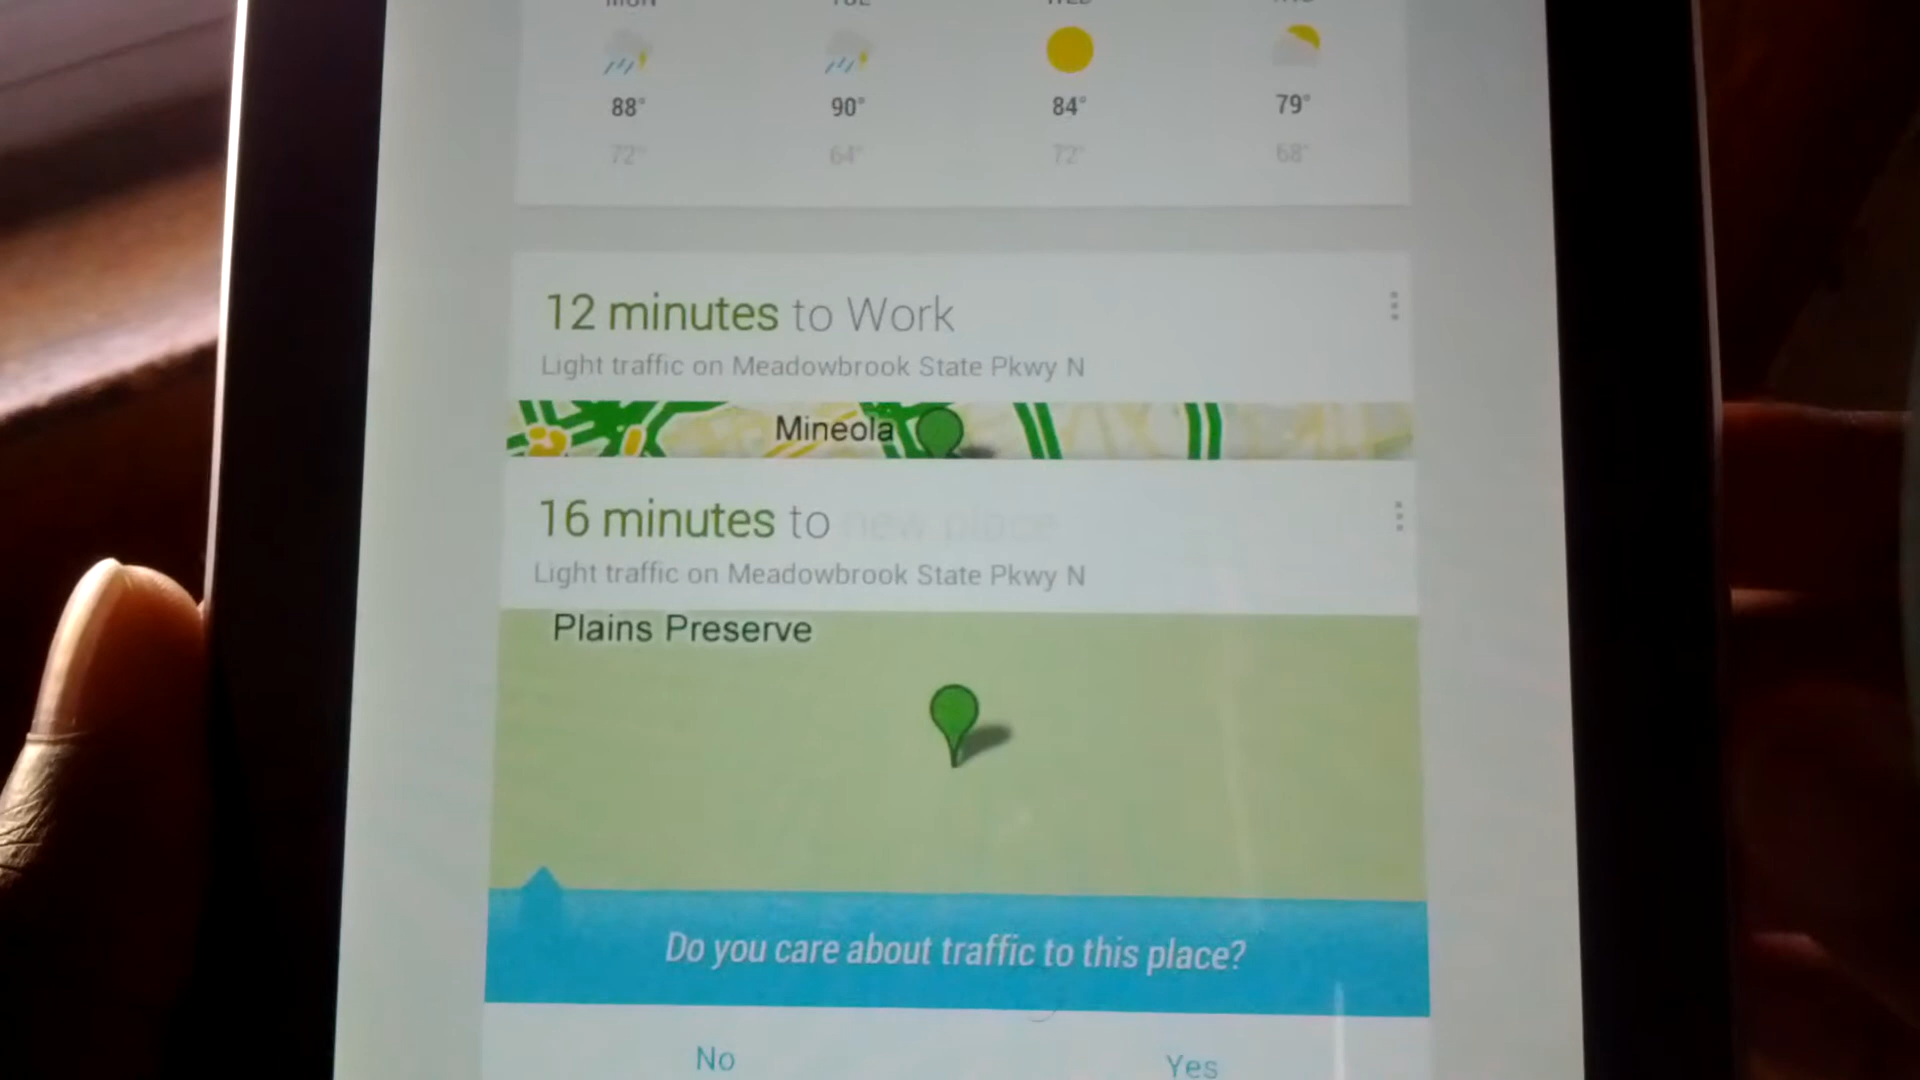 88° 90° 84° 79°
72° 64° 72° 68°
12 minutes to Work
Light traffic on Meadowbrook State Pkwy N
Mineola
16 minutes to new place
Light traffic on Meadowbrook State Pkwy N
Plains Preserve
Do you care about traffic to this place?
No Yes